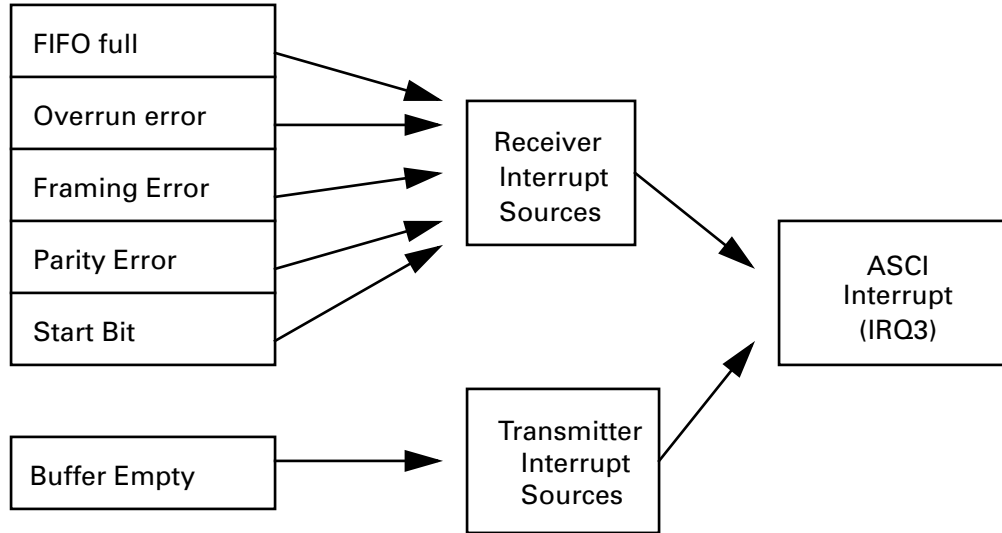 FIFO full
Overrun error
Framing Error
Parity Error
Start Bit
Receiver
Interrupt
Sources
ASCI
Interrupt
(IRQ3)
Buffer Empty
Transmitter
Interrupt
Sources